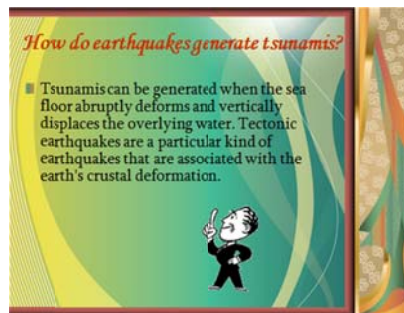 How do earthquakes generate tsunamis?
Tsunamis can be generated when the sea
floor abruptly deforms and vertically
displaces the overlying water. Tectonic
earthquakes are a particular kind of
earthquakes that are associated with the
earth's crustal deformation.